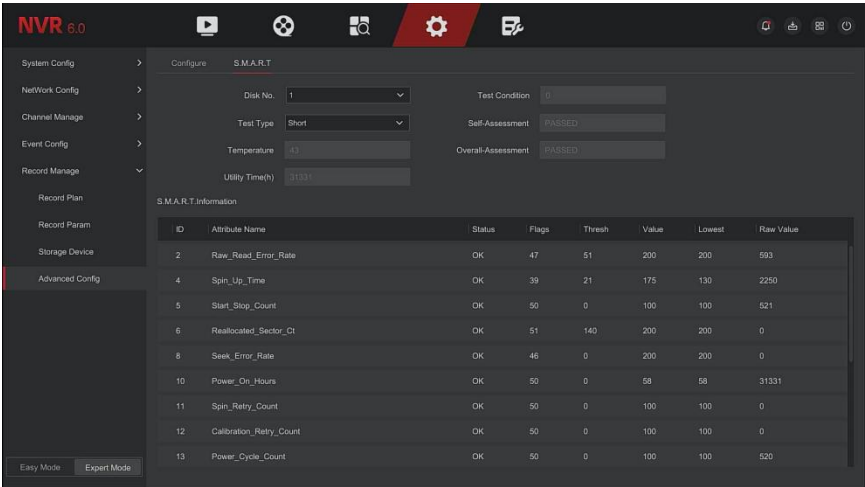 NVR 6.0
System Config
NetWork Config
Channel Manage
Event Config
Record Manage
Record Plan
Record Param
Storage Device
Advanced Config
Easy Mode Expert Mode
Configure S.M.A.R.T
Disk No. 1 Test Condition 0
Test Type Short Self-Assessment PASSED
Temperature 43 Overall-Assessment PASSED
Utility Time(h) 31331
S.M.A.R.T.Information
ID Attribute Name Status Flags Thresh Value Lowest Raw Value
2 Raw_Read_Error_Rate OK 47 51 200 200 593
4 Spin_Up_Time OK 39 21 175 130 2250
5 Start_Stop_Count OK 50 0 100 100 521
6 Reallocated_Sector_Ct OK 51 140 200 200 0
8 Seek_Error_Rate OK 46 0 200 200 0
10 Power_On_Hours OK 50 0 58 58 31331
11 Spin_Retry_Count OK 50 0 100 100 0
12 Calibration_Retry_Count OK 50 0 100 100 0
13 Power_Cycle_Count OK 50 0 100 100 520